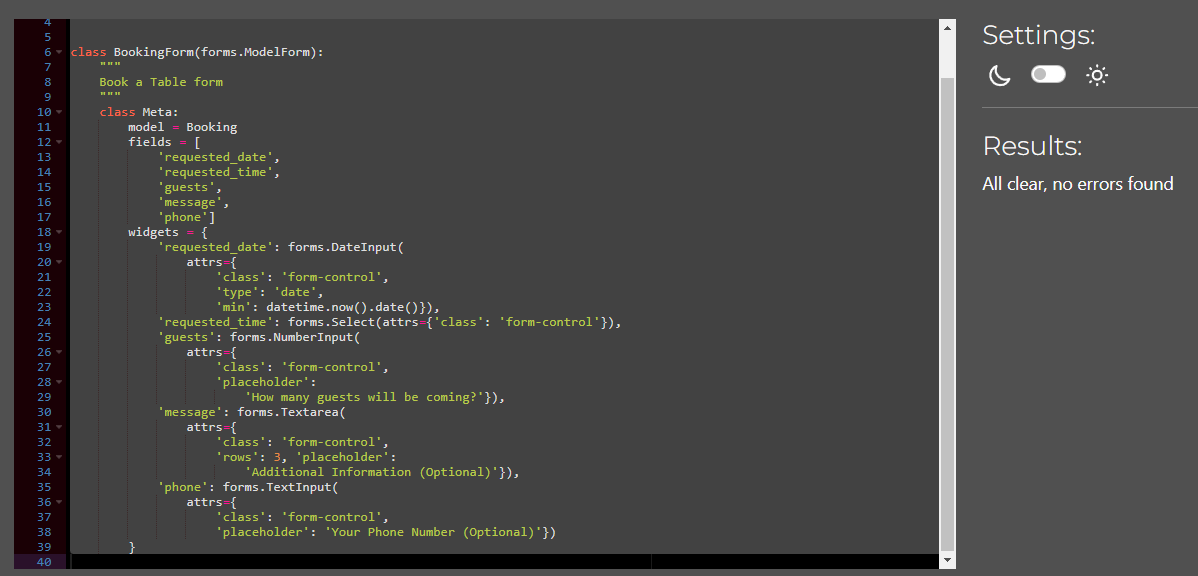 4
5
6 class BookingForm(forms.ModelForm):
7 """
8 Book a Table form
9 """
10 class Meta:
11 model = Booking
12 fields = [
13 'requested_date',
14 'requested_time',
15 'guests',
16 'message',
17 'phone']
18 widgets = {
19 'requested_date': forms.DateInput(
20 attrs={
21 'class': 'form-control',
22 'type': 'date',
23 'min': datetime.now().date()}),
24 'requested_time': forms.Select(attrs={'class': 'form-control'}),
25 'guests': forms.NumberInput(
26 attrs={
27 'class': 'form-control',
28 'placeholder':
29 'How many guests will be coming?'}),
30 'message': forms.Textarea(
31 attrs={
32 'class': 'form-control',
33 'rows': 3, 'placeholder':
34 'Additional Information (Optional)'}),
35 'phone': forms.TextInput(
36 attrs={
37 'class': 'form-control',
38 'placeholder': 'Your Phone Number (Optional)'})
39 }
40
Settings:
Results:
All clear, no errors found